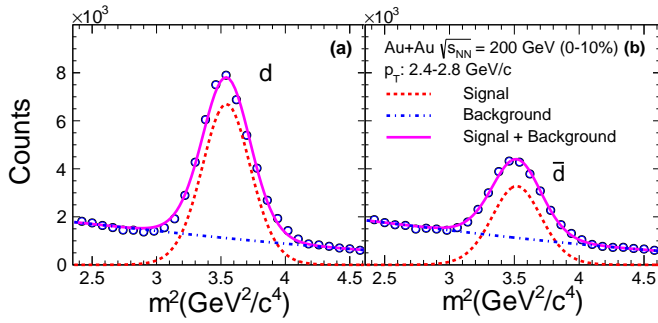 ×10³
×10³
(a)
Au+Au √s_NN = 200 GeV (0-10%) (b)
p_T: 2.4-2.8 GeV/c
d
Signal
Background
Signal + Background
d̄
Counts
8
6
4
2
0
2.5 3 3.5 4 4.5
2.5 3 3.5 4 4.5
m²(GeV²/c⁴)
m²(GeV²/c⁴)